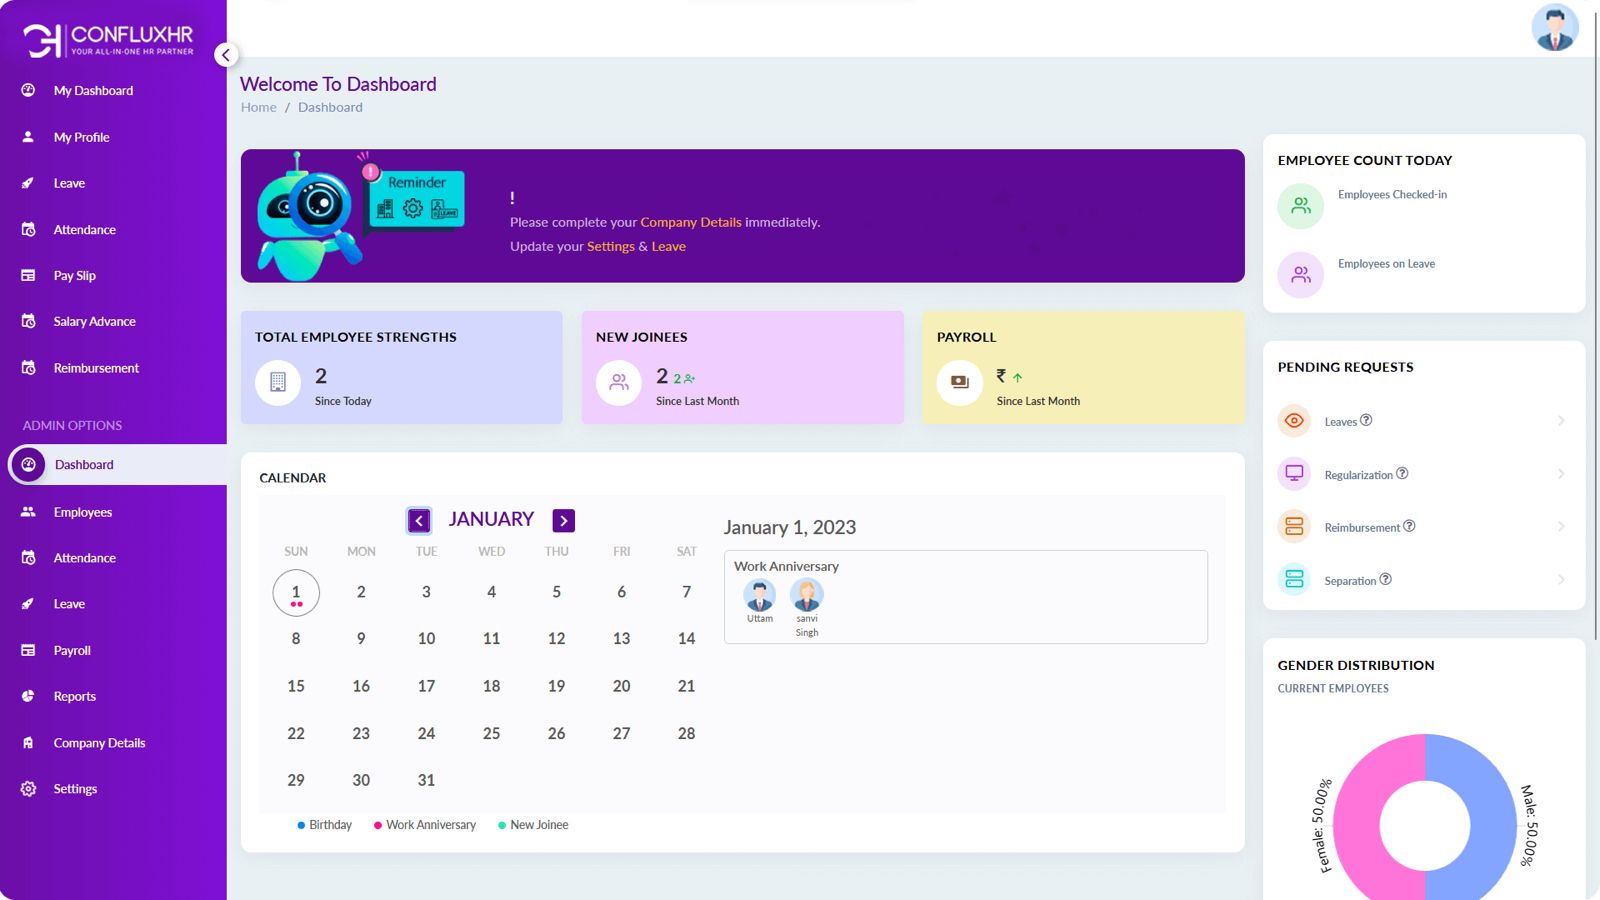 CONFLUXHR
YOUR ALL-IN-ONE HR PARTNER
My Dashboard
My Profile
Leave
Attendance
Pay Slip
Salary Advance
Reimbursement
ADMIN OPTIONS
Dashboard
Employees
Attendance
Leave
Payroll
Reports
Company Details
Settings
Welcome To Dashboard
Home / Dashboard
Reminder
LEAVE
!
Please complete your Company Details immediately.
Update your Settings & Leave
TOTAL EMPLOYEE STRENGTHS
2
Since Today
NEW JOINEES
2 2
Since Last Month
PAYROLL
₹
Since Last Month
CALENDAR
JANUARY
SUN MON TUE WED THU FRI SAT
1 2 3 4 5 6 7
8 9 10 11 12 13 14
15 16 17 18 19 20 21
22 23 24 25 26 27 28
29 30 31
Birthday Work Anniversary New Joinee
January 1, 2023
Work Anniversary
Uttam
sanvi
Singh
EMPLOYEE COUNT TODAY
Employees Checked-in
Employees on Leave
PENDING REQUESTS
Leaves
Regularization
Reimbursement
Separation
GENDER DISTRIBUTION
CURRENT EMPLOYEES
Female: 50.00%
Male: 50.00%